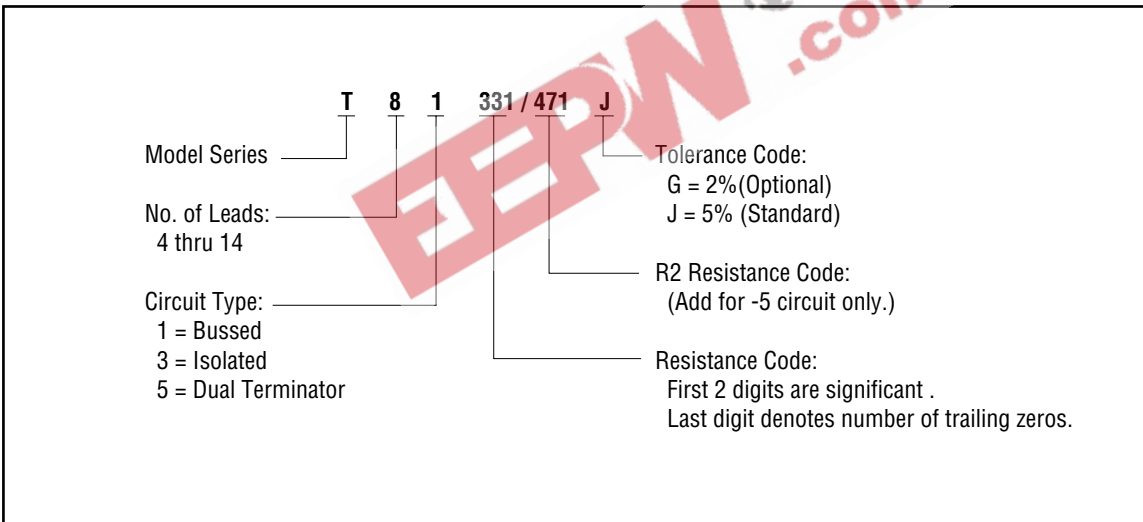 EEPW
.com
T 8 1 331 / 471 J
Model Series
No. of Leads:
4 thru 14
Circuit Type:
1 = Bussed
3 = Isolated
5 = Dual Terminator
Tolerance Code:
G = 2%(Optional)
J = 5% (Standard)
R2 Resistance Code:
(Add for -5 circuit only.)
Resistance Code:
First 2 digits are significant .
Last digit denotes number of trailing zeros.